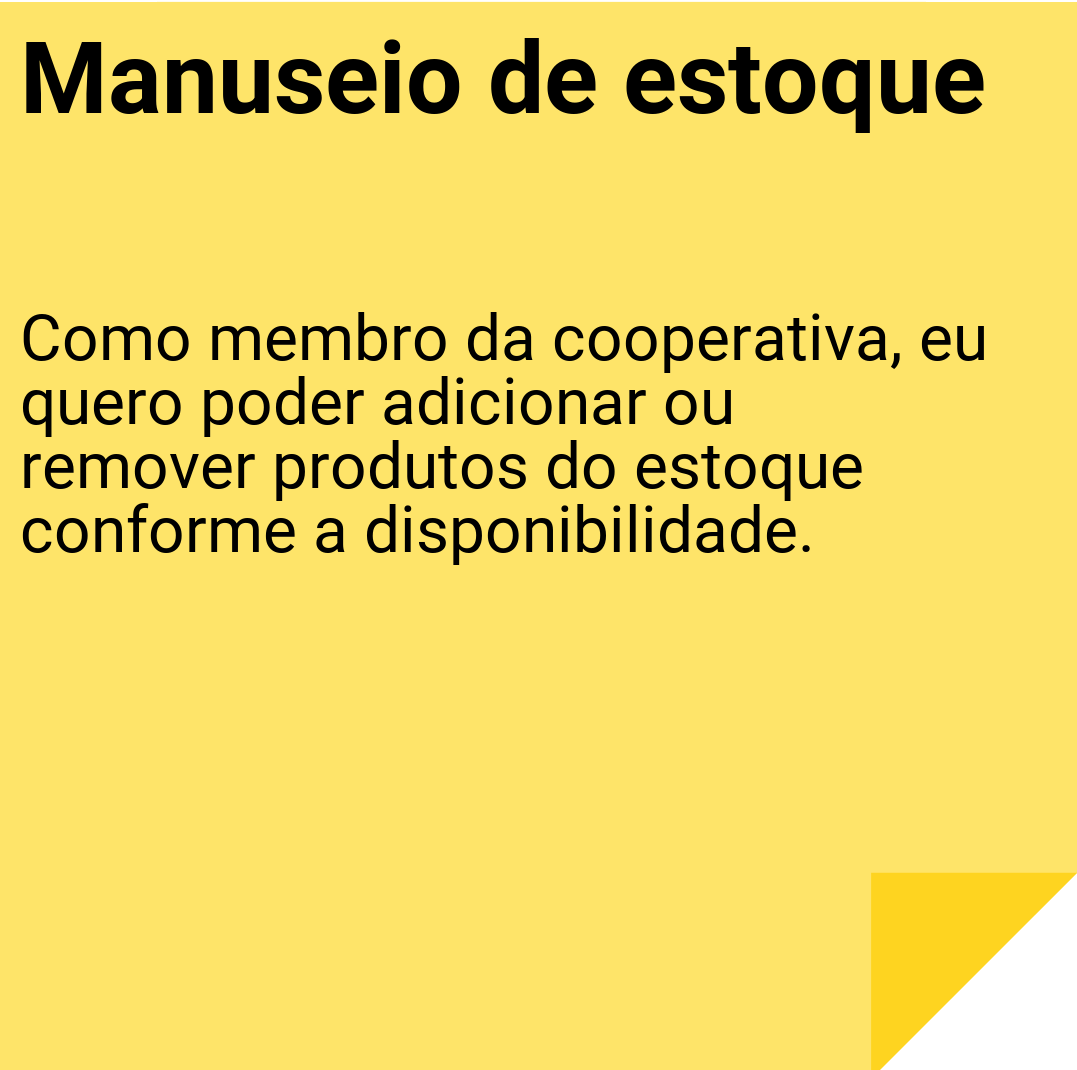 Manuseio de estoque
Como membro da cooperativa, eu
quero poder adicionar ou
remover produtos do estoque
conforme a disponibilidade.